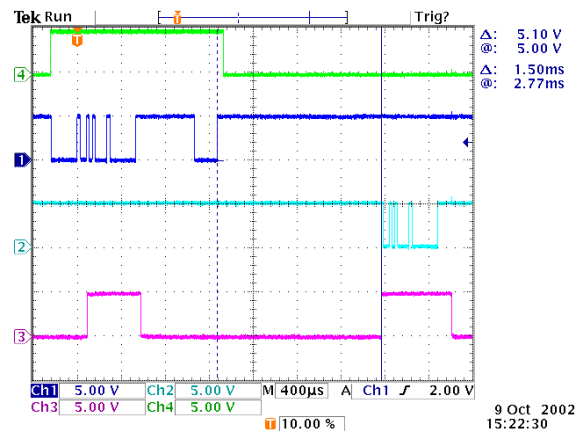 Tek Run Trig?
T
T
Δ: 5.10 V
@: 5.00 V
Δ: 1.50ms
@: 2.77ms
4
1
2
3
Ch1 5.00 V Ch2 5.00 V M 400µs A Ch1 2.00 V
Ch3 5.00 V Ch4 5.00 V
T 10.00 %
9 Oct 2002
15:22:30